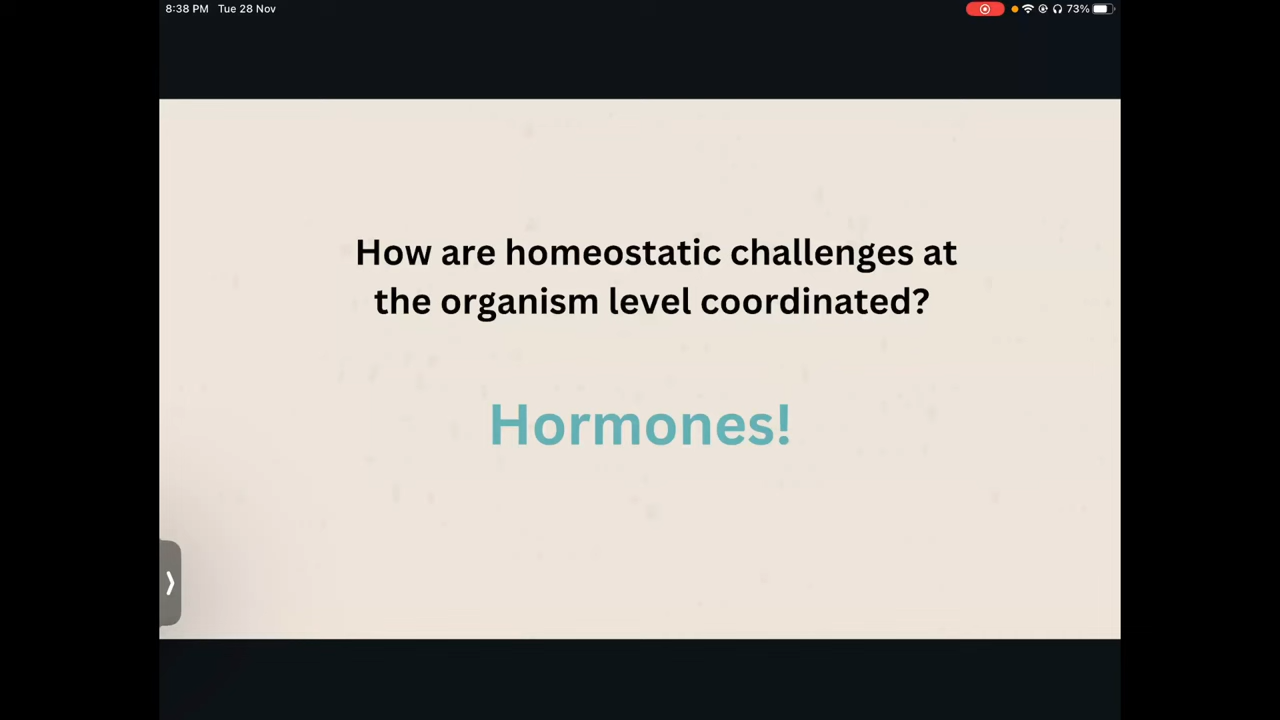 8:38 PM Tue 28 Nov 73%
How are homeostatic challenges at
the organism level coordinated?
Hormones!